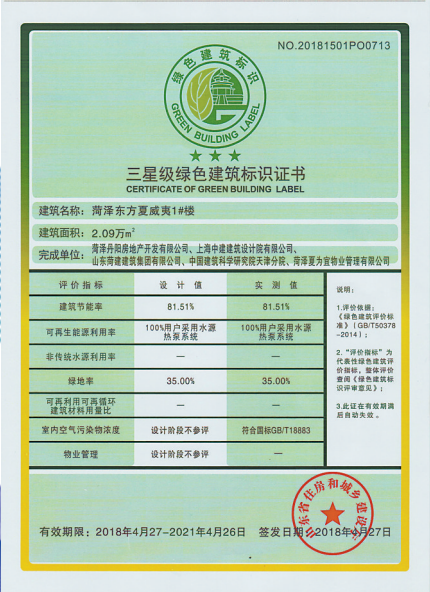 NO.20181501PO0713
绿色建筑标识
GREEN BUILDING LABEL
三星级绿色建筑标识证书
CERTIFICATE OF GREEN BUILDING LABEL
建筑名称：菏泽东方夏威夷1#楼
建筑面积：2.09万m²
完成单位：菏泽丹阳房地产开发有限公司、上海中建建筑设计院有限公司、
山东菏建建筑集团有限公司、中国建筑科学研究院天津分院、菏泽夏为宜物业管理有限公司
评价指标 设计值 实测值
建筑节能率 81.51% 81.51%
可再生能源利用率 100%用户采用水源热泵系统 100%用户采用水源热泵系统
非传统水源利用率 — —
绿地率 35.00% 35.00%
可再利用可再循环建筑材料用量比 — —
室内空气污染物浓度 设计阶段不参评 符合国标GB/T18883
物业管理 设计阶段不参评 —
说明：
1.评价依据：
《绿色建筑评价标
准》（GB/T50378
-2014）；
2.“评价指标”为
代表性绿色建筑评
价指标，整体评价
查阅《绿色建筑标
识评审意见》；
3.此证在有效期满
后自动失效。
山东省住房和城乡建设厅
有效期限：2018年4月27-2021年4月26日 签发日期：2018年4月27日